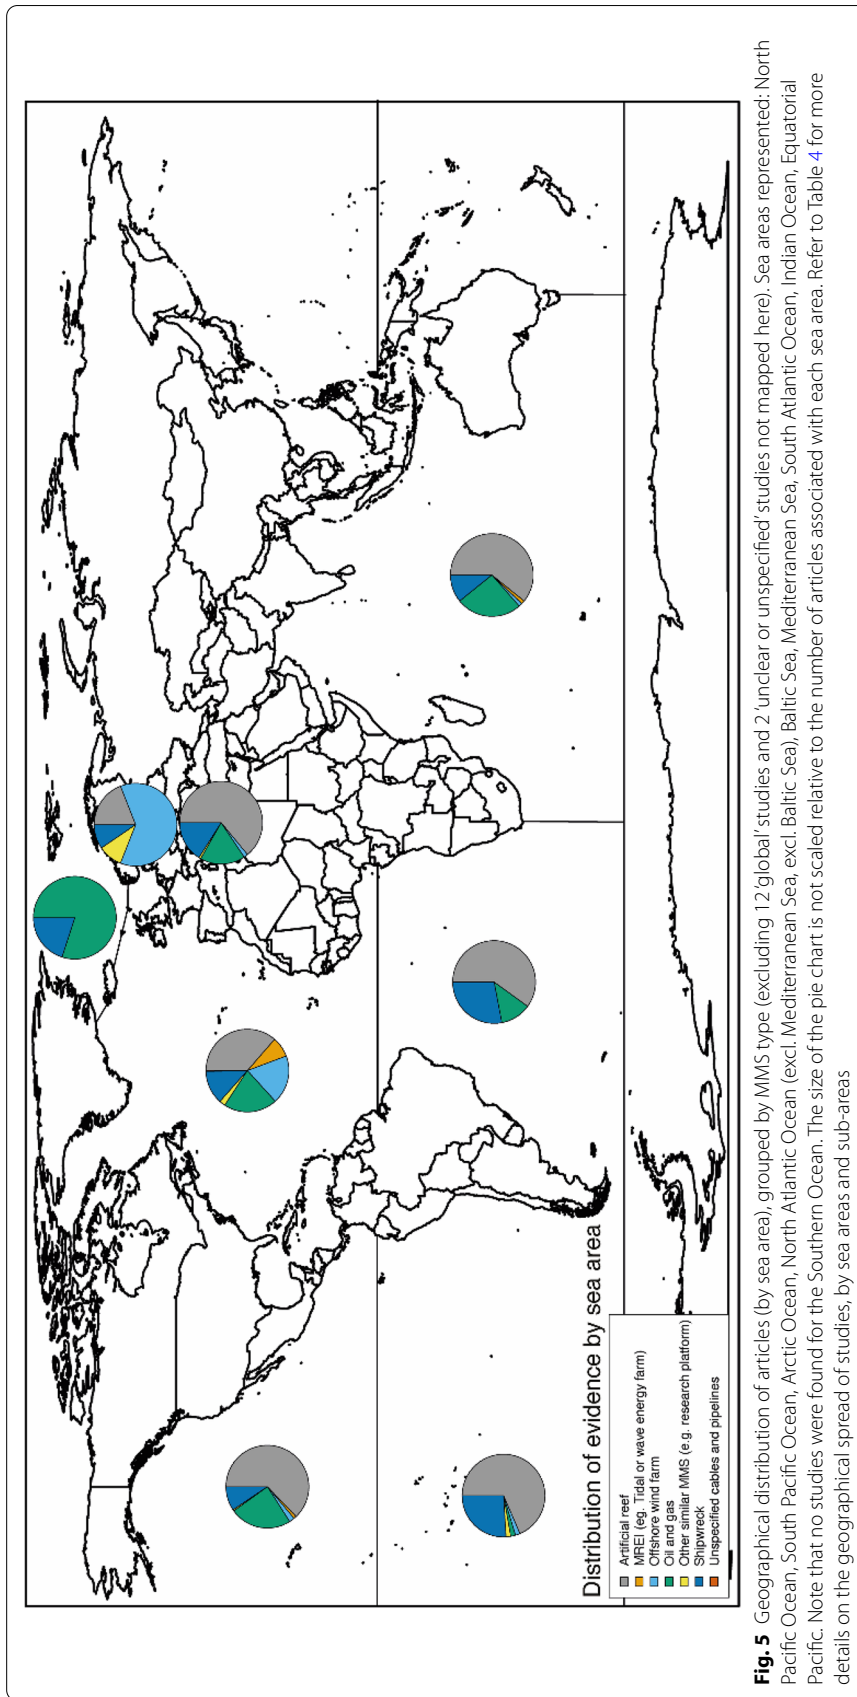 Distribution of evidence by sea area
Artificial reef
MREI (eg. Tidal or wave energy farm)
Offshore wind farm
Oil and gas
Other similar MMS (e.g. research platform)
Shipwreck
Unspecified cables and pipelines
Fig. 5 Geographical distribution of articles (by sea area), grouped by MMS type (excluding 12 ‘global’ studies and 2 ‘unclear or unspecified’ studies not mapped here). Sea areas represented: North
Pacific Ocean, South Pacific Ocean, Arctic Ocean, North Atlantic Ocean (excl. Mediterranean Sea, excl. Baltic Sea), Baltic Sea, Mediterranean Sea, South Atlantic Ocean, Indian Ocean, Equatorial
Pacific. Note that no studies were found for the Southern Ocean. The size of the pie chart is not scaled relative to the number of articles associated with each sea area. Refer to Table 4 for more
details on the geographical spread of studies, by sea areas and sub-areas